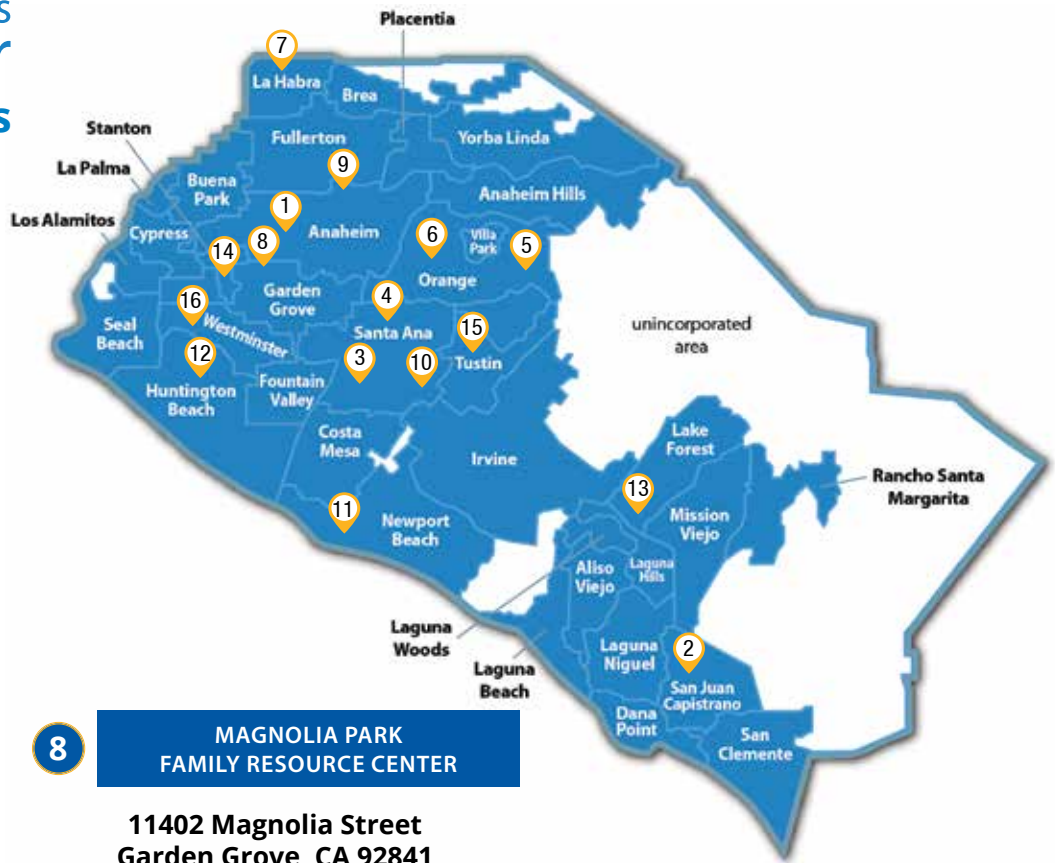 s
r
s
Placentia
7
La Habra
Brea
Stanton
Fullerton
Yorba Linda
La Palma
9
Buena
Park
Anaheim Hills
Los Alamitos
1
Cypress
Anaheim
6
Villa
Park
5
14
8
Orange
Garden
Grove
4
16
Seal
Beach
Westminster
Santa Ana
15
unincorporated
area
12
3
10
Tustin
Huntington
Beach
Fountain
Valley
Costa
Mesa
Irvine
Lake
Forest
13
Rancho Santa
Margarita
11
Newport
Beach
Mission
Viejo
Aliso
Viejo
Laguna
Hills
Laguna
Woods
Laguna
Beach
Laguna
Niguel
2
San Juan
Capistrano
Dana
Point
San
Clemente
8
MAGNOLIA PARK
FAMILY RESOURCE CENTER
11402 Magnolia Street
Garden Grove, CA 92841